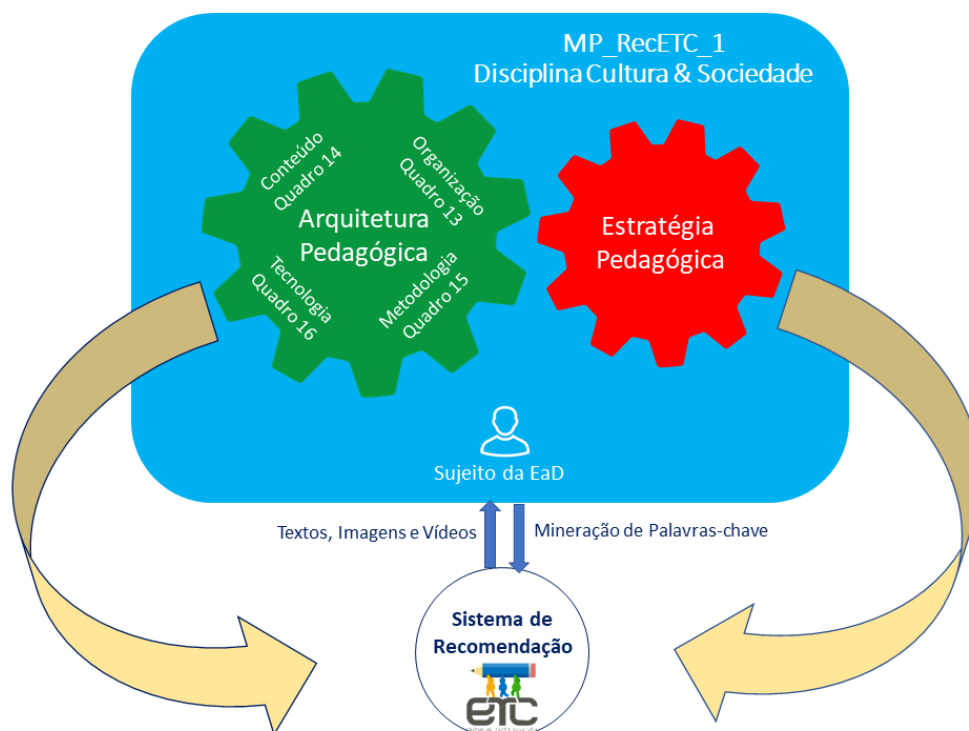 MP_RecETC_1
Disciplina Cultura & Sociedade
Conteúdo
Quadro 14
Organização
Quadro 13
Arquitetura
Pedagógica
Tecnologia
Quadro 16
Metodologia
Quadro 15
Estratégia
Pedagógica
Sujeito da EaD
Textos, Imagens e Vídeos
Mineração de Palavras-chave
Sistema de
Recomendação
ETC